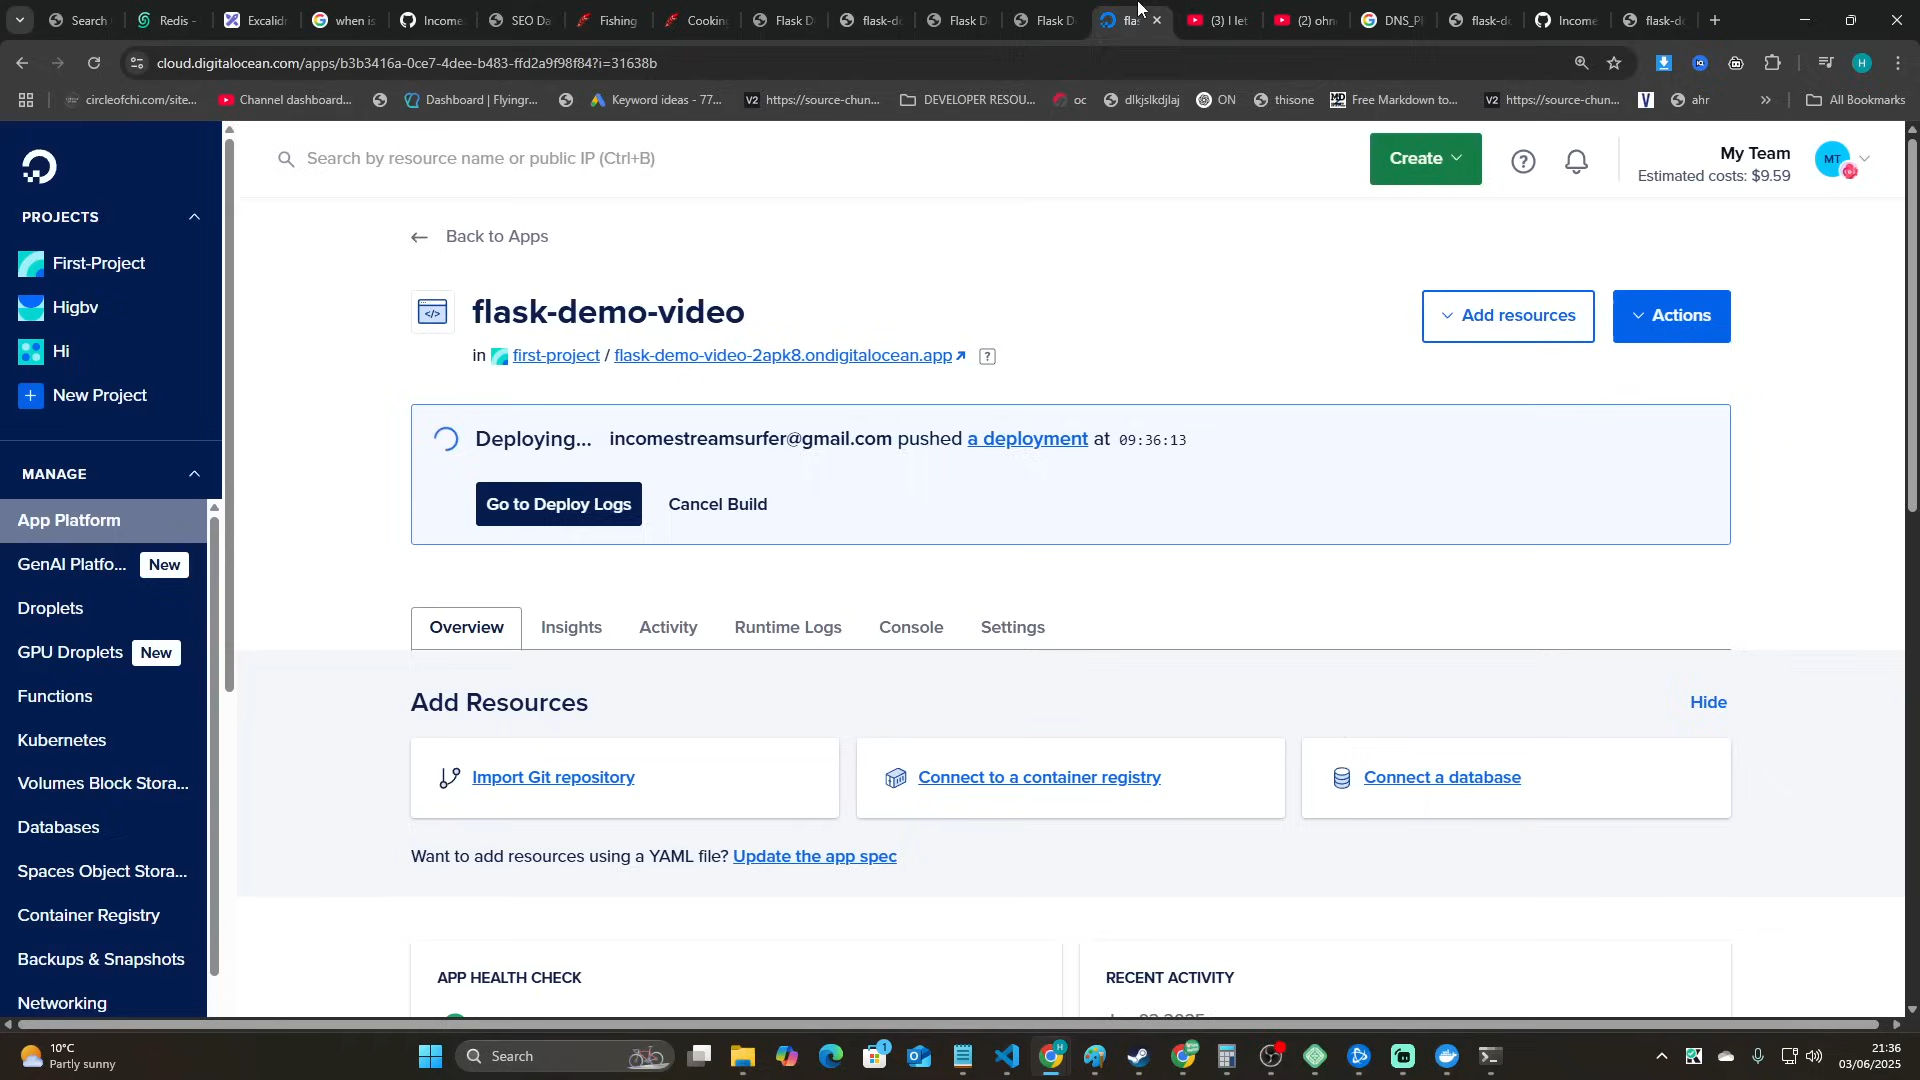 Search
Redis -
Excalidr
when is
Income
SEO Da
Fishing
Cookin
Flask D
flask-d
Flask D
Flask D
flas
(3) I let
(2) ohn
DNS_P
flask-d
Income
flask-d
cloud.digitalocean.com/apps/b3b3416a-0ce7-4dee-b483-ffd2a9f98f84?i=31638b
circleofchi.com/site...
Channel dashboard...
Dashboard | Flyingr...
Keyword ideas - 77...
https://source-chun...
DEVELOPER RESOU...
oc
dlkjslkdjlaj
ON
thisone
Free Markdown to...
https://source-chun...
ahr
All Bookmarks
Search by resource name or public IP (Ctrl+B)
Create
My Team
Estimated costs: $9.59
MT
PROJECTS
First-Project
Higbv
Hi
New Project
MANAGE
App Platform
GenAI Platfo... New
Droplets
GPU Droplets New
Functions
Kubernetes
Volumes Block Stora...
Databases
Spaces Object Stora...
Container Registry
Backups & Snapshots
Networking
Back to Apps
flask-demo-video
in first-project / flask-demo-video-2apk8.ondigitalocean.app ?
Add resources
Actions
Deploying... incomestreamsurfer@gmail.com pushed a deployment at 09:36:13
Go to Deploy Logs
Cancel Build
Overview
Insights
Activity
Runtime Logs
Console
Settings
Add Resources
Hide
Import Git repository
Connect to a container registry
Connect a database
Want to add resources using a YAML file? Update the app spec
APP HEALTH CHECK
RECENT ACTIVITY
10°C
Partly sunny
Search
21:36
03/06/2025